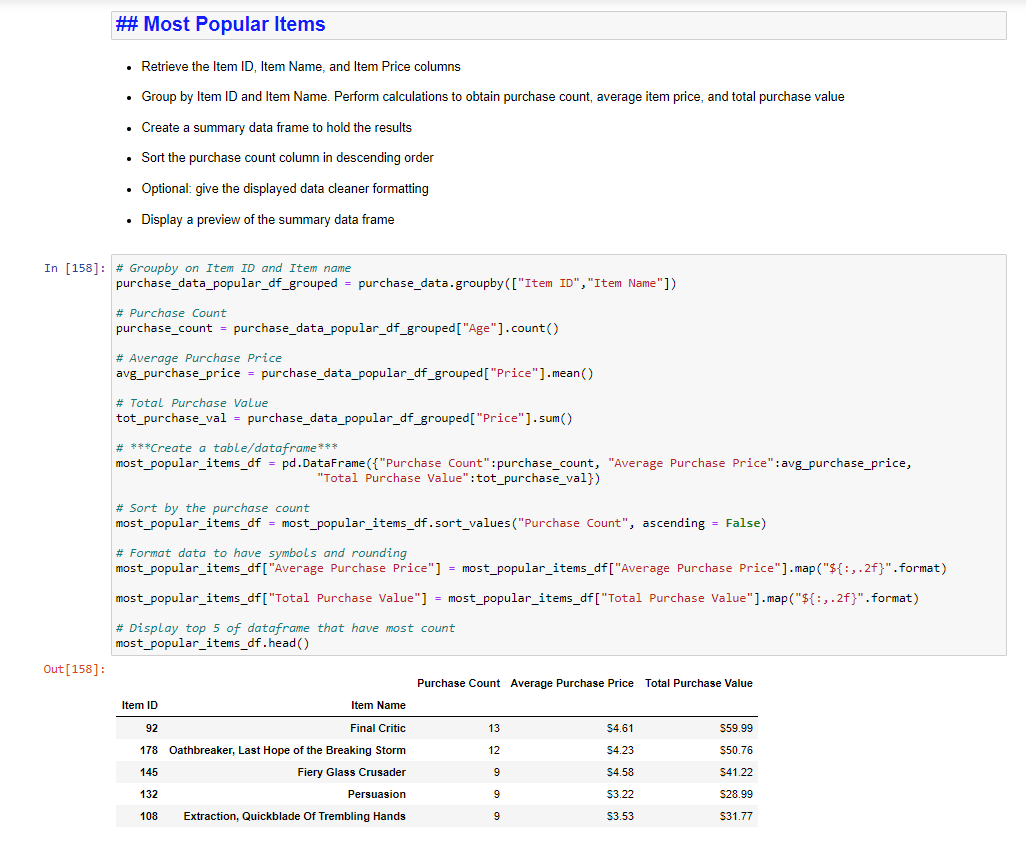 ## Most Popular Items
• Retrieve the Item ID, Item Name, and Item Price columns
• Group by Item ID and Item Name. Perform calculations to obtain purchase count, average item price, and total purchase value
• Create a summary data frame to hold the results
• Sort the purchase count column in descending order
• Optional: give the displayed data cleaner formatting
• Display a preview of the summary data frame
In [158]:
# Groupby on Item ID and Item name
purchase_data_popular_df_grouped = purchase_data.groupby(["Item ID","Item Name"])
# Purchase Count
purchase_count = purchase_data_popular_df_grouped["Age"].count()
# Average Purchase Price
avg_purchase_price = purchase_data_popular_df_grouped["Price"].mean()
# Total Purchase Value
tot_purchase_val = purchase_data_popular_df_grouped["Price"].sum()
# ***Create a table/dataframe***
most_popular_items_df = pd.DataFrame({"Purchase Count":purchase_count, "Average Purchase Price":avg_purchase_price,
"Total Purchase Value":tot_purchase_val})
# Sort by the purchase count
most_popular_items_df = most_popular_items_df.sort_values("Purchase Count", ascending = False)
# Format data to have symbols and rounding
most_popular_items_df["Average Purchase Price"] = most_popular_items_df["Average Purchase Price"].map("${:,.2f}".format)
most_popular_items_df["Total Purchase Value"] = most_popular_items_df["Total Purchase Value"].map("${:,.2f}".format)
# Display top 5 of dataframe that have most count
most_popular_items_df.head()
Out[158]:
Purchase Count Average Purchase Price Total Purchase Value
Item ID Item Name
92 Final Critic 13 $4.61 $59.99
178 Oathbreaker, Last Hope of the Breaking Storm 12 $4.23 $50.76
145 Fiery Glass Crusader 9 $4.58 $41.22
132 Persuasion 9 $3.22 $28.99
108 Extraction, Quickblade Of Trembling Hands 9 $3.53 $31.77